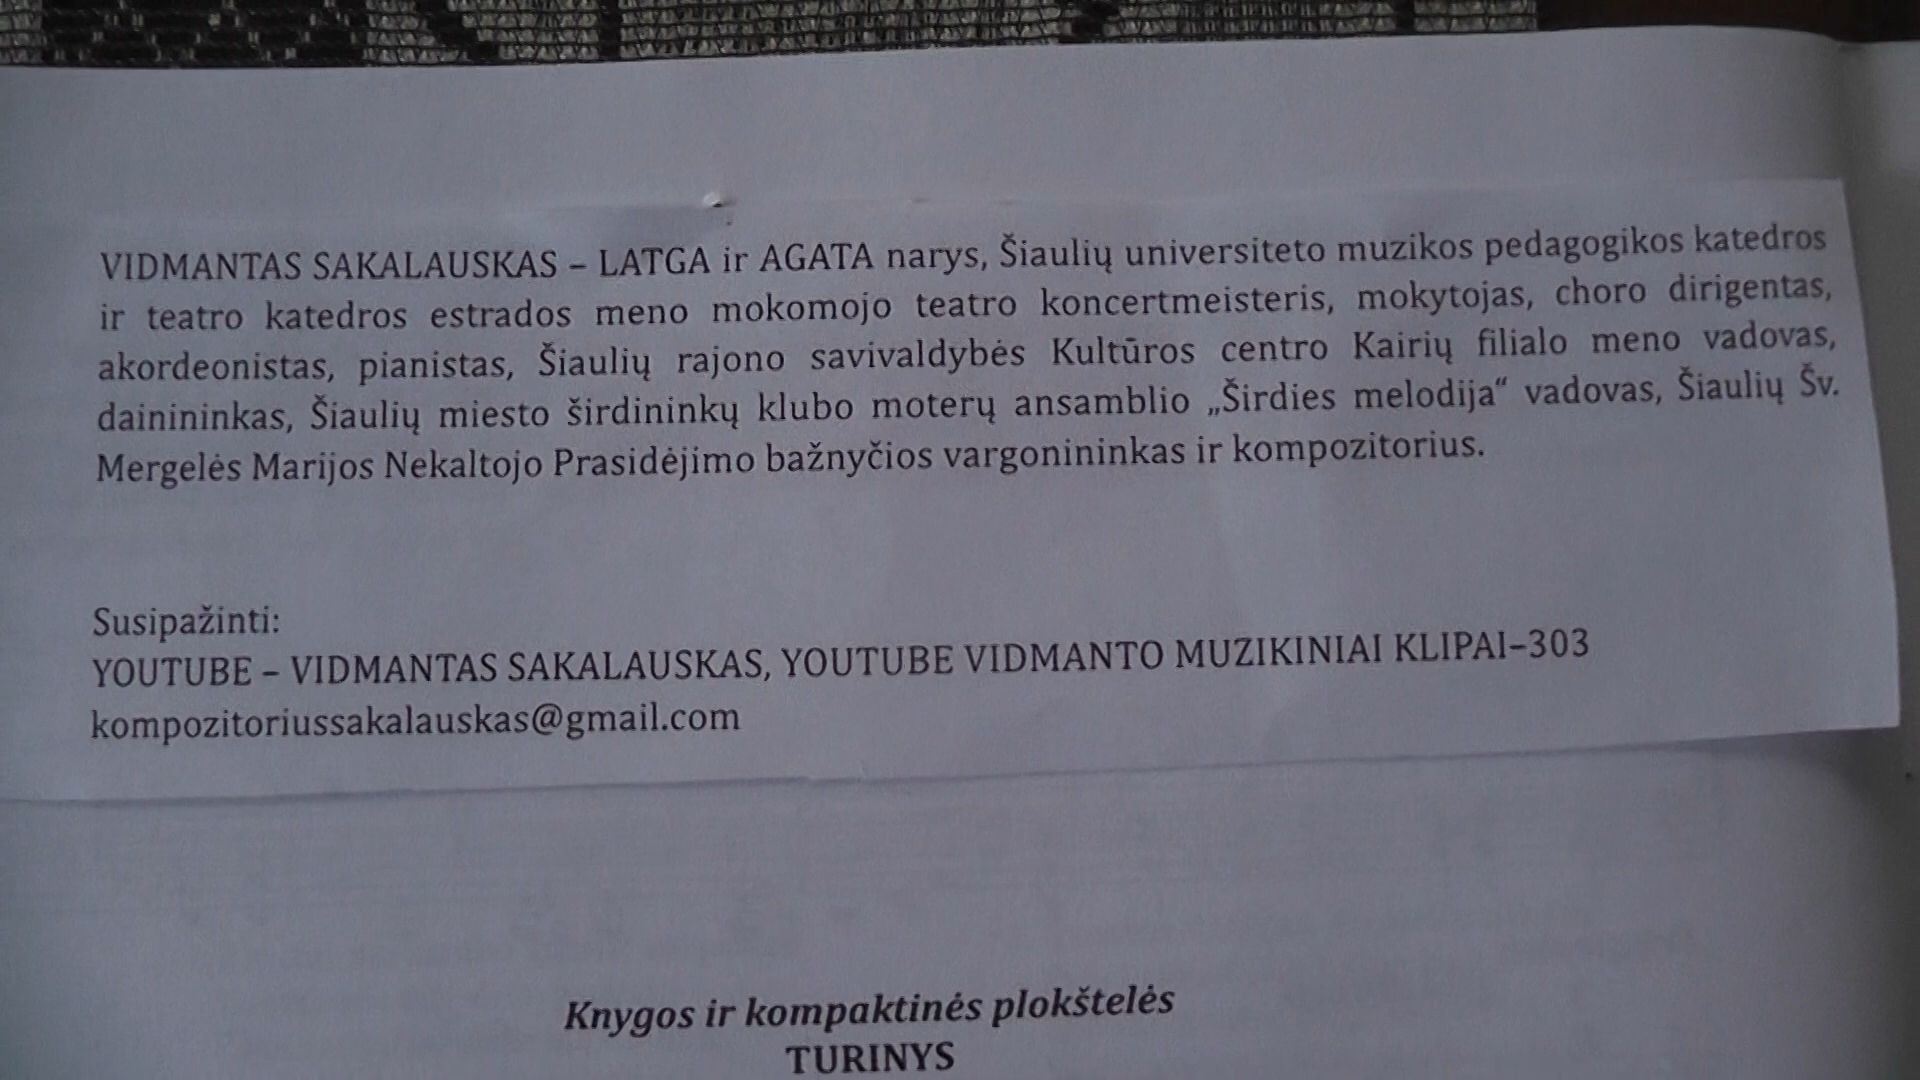 VIDMANTAS SAKALAUSKAS – LATGA ir AGATA narys, Šiaulių universiteto muzikos pedagogikos katedros
ir teatro katedros estrados meno mokomojo teatro koncertmeisteris, mokytojas, choro dirigentas,
akordeonistas, pianistas, Šiaulių rajono savivaldybės Kultūros centro Kairių filialo meno vadovas,
dainininkas, Šiaulių miesto širdininkų klubo moterų ansamblio „Širdies melodija“ vadovas, Šiaulių Šv.
Mergelės Marijos Nekaltojo Prasidėjimo bažnyčios vargonininkas ir kompozitorius.
Susipažinti:
YOUTUBE – VIDMANTAS SAKALAUSKAS, YOUTUBE VIDMANTO MUZIKINIAI KLIPAI–303
kompozitoriussakalauskas@gmail.com
Knygos ir kompaktinės plokštelės
TURINYS